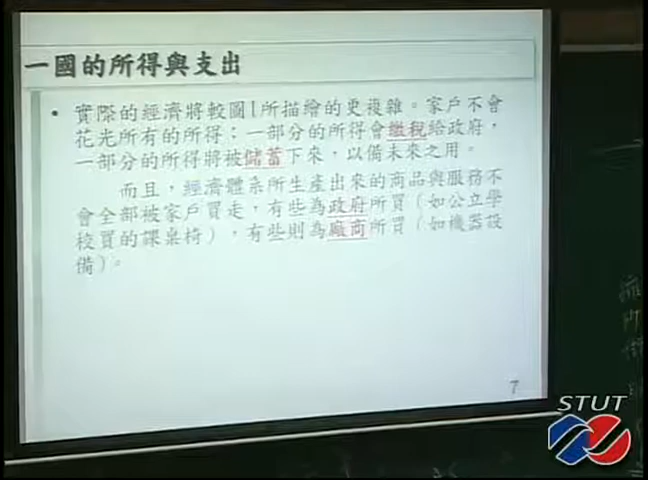 一國的所得與支出
• 實際的經濟將較圖1所描繪的更複雜。家戶不會
花光所有的所得；一部分的所得會繳稅給政府，
一部分的所得將被儲蓄下來，以備未來之用。
而且，經濟體系所生產出來的商品與服務不
會全部被家戶買走，有些為政府所買（如公立學
校買的課桌椅），有些則為廠商所買（如機器設
備）。
7
STUT